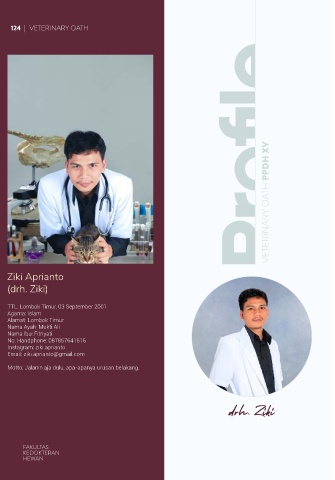 124 | VETERINARY OATH
Ziki Aprianto
(drh. Ziki)
TTL: Lombok Timur, 03 September 2001
Agama: Islam
Alamat: Lombok Timur
Nama Ayah: Mukti Ali
Nama Ibu: Fitriyati
No. Handphone: 087867641616
Instagram: ziki.aprianto
Email: zikiaprianto@gmail.com
Motto: Jalanin aja dulu, apa-apanya urusan belakang.
FAKULTAS
KEDOKTERAN
HEWAN
Profile
VETERINARY OATH PPDH XV
drh. Ziki